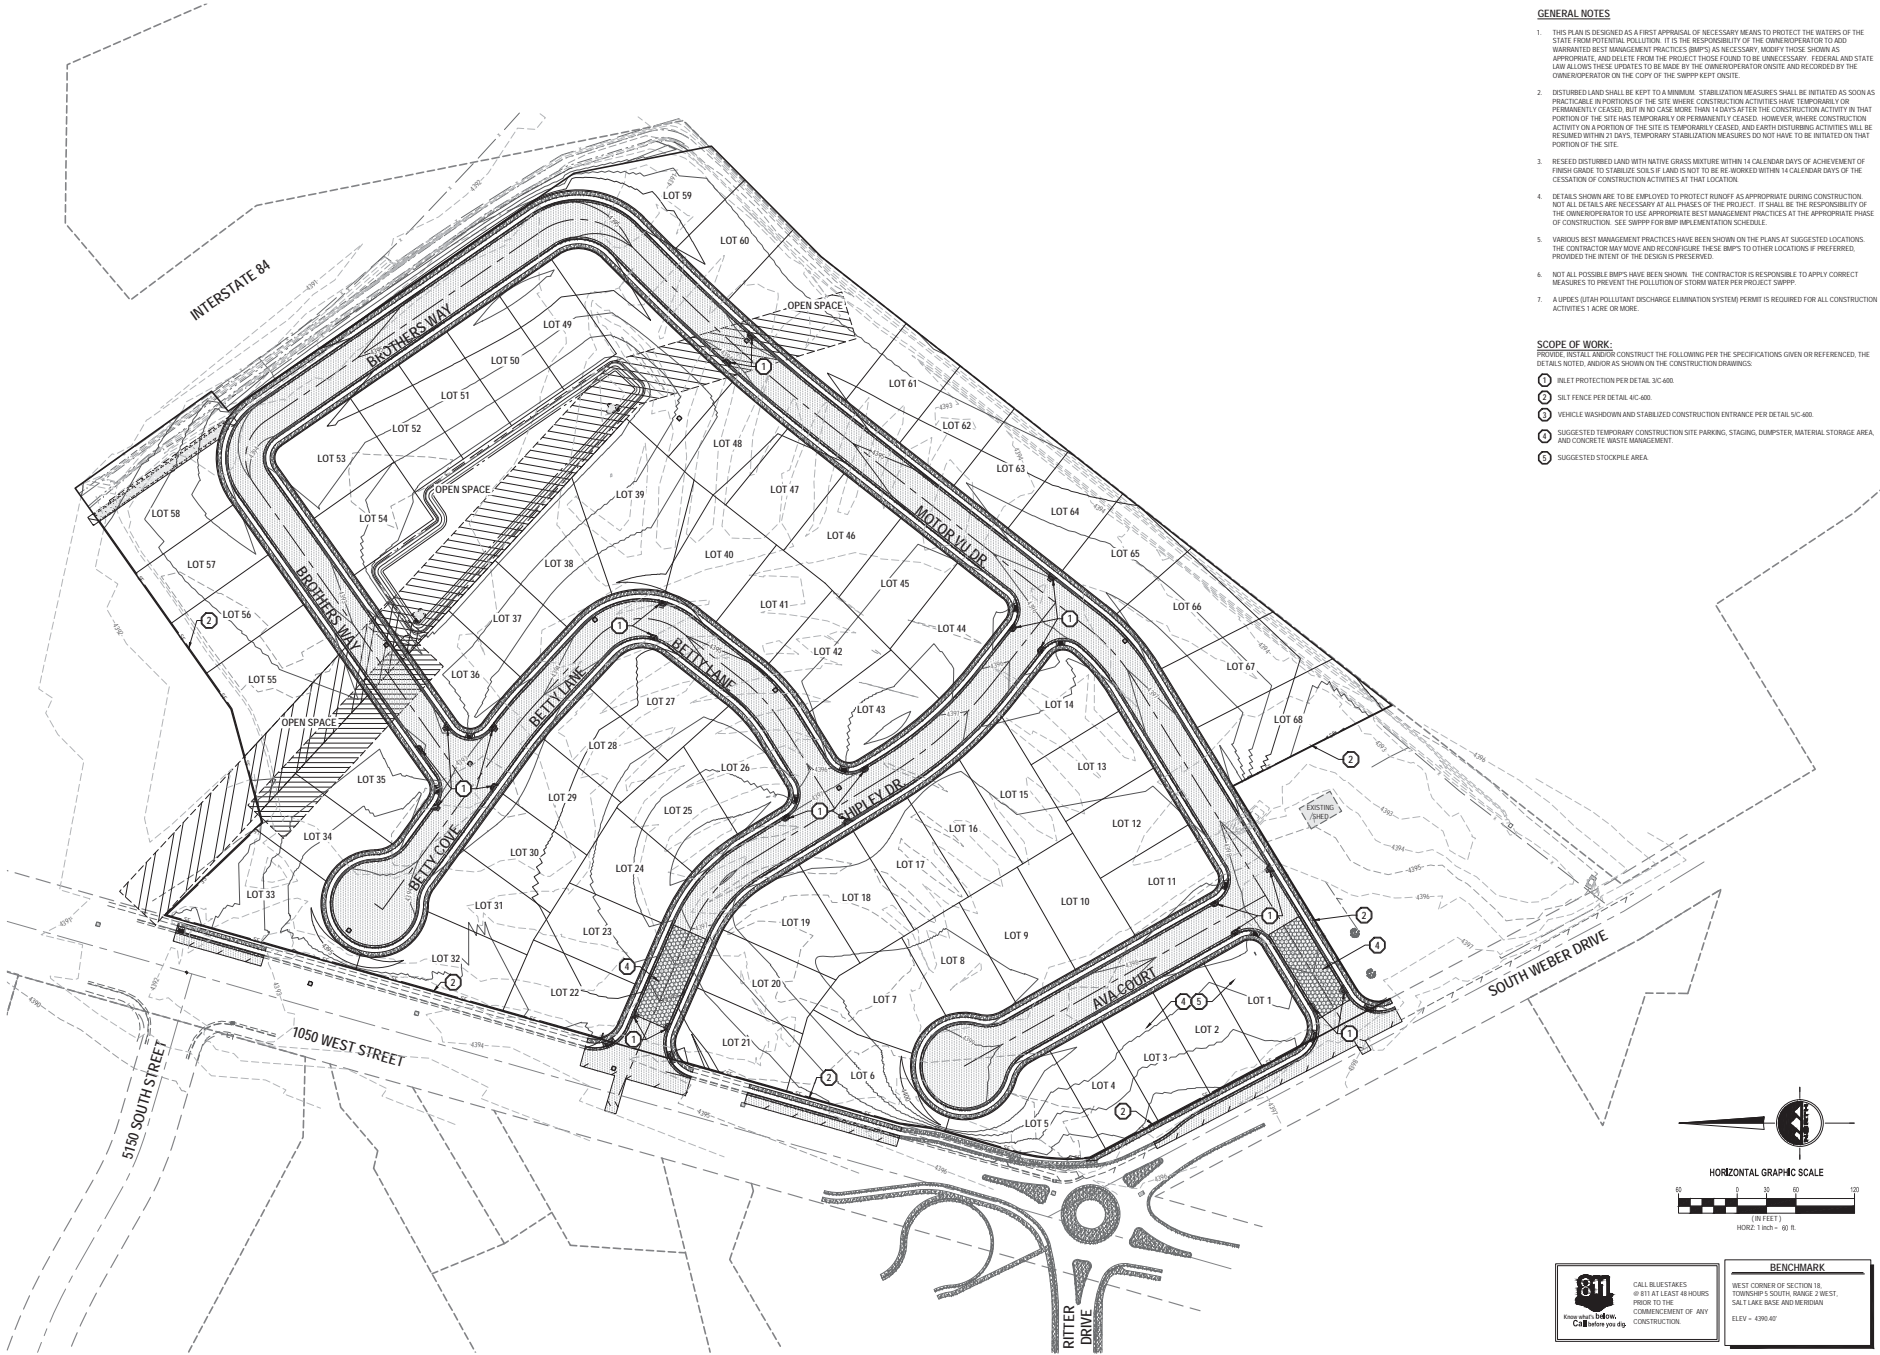 GENERAL NOTES
1. THIS PLAN IS DESIGNED AS A FIRST APPRAISAL OF NECESSARY MEANS TO PROTECT THE WATERS OF THE
STATE FROM POTENTIAL POLLUTION. IT IS THE RESPONSIBILITY OF THE OWNER/OPERATOR TO ADD
WARRANTED BEST MANAGEMENT PRACTICES (BMP'S) AS NECESSARY, MODIFY THOSE SHOWN AS
APPROPRIATE, AND DELETE FROM THE PROJECT THOSE FOUND TO BE UNNECESSARY. FEDERAL AND STATE
LAW ALLOWS THESE UPDATES TO BE MADE BY THE OWNER/OPERATOR ONSITE AND RECORDED BY THE
OWNER/OPERATOR ON THE COPY OF THE SWPPP KEPT ONSITE.
2. DISTURBED LAND SHALL BE KEPT TO A MINIMUM. STABILIZATION MEASURES SHALL BE INITIATED AS SOON AS
PRACTICABLE IN PORTIONS OF THE SITE WHERE CONSTRUCTION ACTIVITIES HAVE TEMPORARILY OR
PERMANENTLY CEASED, BUT IN NO CASE MORE THAN 14 DAYS AFTER THE CONSTRUCTION ACTIVITY IN THAT
PORTION OF THE SITE HAS TEMPORARILY OR PERMANENTLY CEASED. HOWEVER, WHERE CONSTRUCTION
ACTIVITY ON A PORTION OF THE SITE IS TEMPORARILY CEASED, AND EARTH DISTURBING ACTIVITIES WILL BE
RESUMED WITHIN 21 DAYS, TEMPORARY STABILIZATION MEASURES DO NOT HAVE TO BE INITIATED ON THAT
PORTION OF THE SITE.
3. RESEED DISTURBED LAND WITH NATIVE GRASS MIXTURE WITHIN 14 CALENDAR DAYS OF ACHIEVEMENT OF
FINISH GRADE TO STABILIZE SOILS IF LAND IS NOT TO BE RE-WORKED WITHIN 14 CALENDAR DAYS OF THE
CESSATION OF CONSTRUCTION ACTIVITIES AT THAT LOCATION.
4. DETAILS SHOWN ARE TO BE EMPLOYED TO PROTECT RUNOFF AS APPROPRIATE DURING CONSTRUCTION.
NOT ALL DETAILS ARE NECESSARY AT ALL PHASES OF THE PROJECT. IT SHALL BE THE RESPONSIBILITY OF
THE OWNER/OPERATOR TO USE APPROPRIATE BEST MANAGEMENT PRACTICES AT THE APPROPRIATE PHASE
OF CONSTRUCTION. SEE SWPPP FOR BMP IMPLEMENTATION SCHEDULE.
5. VARIOUS BEST MANAGEMENT PRACTICES HAVE BEEN SHOWN ON THE PLANS AT SUGGESTED LOCATIONS.
THE CONTRACTOR MAY MOVE AND RECONFIGURE THESE BMP'S TO OTHER LOCATIONS IF PREFERRED,
PROVIDED THE INTENT OF THE DESIGN IS PRESERVED.
6. NOT ALL POSSIBLE BMP'S HAVE BEEN SHOWN. THE CONTRACTOR IS RESPONSIBLE TO APPLY CORRECT
MEASURES TO PREVENT THE POLLUTION OF STORM WATER PER PROJECT SWPPP.
7. A UPDES (UTAH POLLUTANT DISCHARGE ELIMINATION SYSTEM) PERMIT IS REQUIRED FOR ALL CONSTRUCTION
ACTIVITIES 1 ACRE OR MORE.
SCOPE OF WORK:
PROVIDE, INSTALL AND/OR CONSTRUCT THE FOLLOWING PER THE SPECIFICATIONS GIVEN OR REFERENCED, THE
DETAILS NOTED, AND/OR AS SHOWN ON THE CONSTRUCTION DRAWINGS:
1 INLET PROTECTION PER DETAIL 3/C-600.
2 SILT FENCE PER DETAIL 4/C-600.
3 VEHICLE WASHDOWN AND STABILIZED CONSTRUCTION ENTRANCE PER DETAIL 5/C-600.
4 SUGGESTED TEMPORARY CONSTRUCTION SITE PARKING, STAGING, DUMPSTER, MATERIAL STORAGE AREA,
AND CONCRETE WASTE MANAGEMENT.
5 SUGGESTED STOCKPILE AREA.
INTERSTATE 84
LOT 59
LOT 60
OPEN SPACE
LOT 49
BROTHERS WAY
LOT 50
1
LOT 61
LOT 51
LOT 62
LOT 52
LOT 48
LOT 53
LOT 63
OPEN SPACE
LOT 47
LOT 39
LOT 58
LOT 54
LOT 64
MOTOR VU DR
LOT 46
LOT 65
LOT 40
LOT 57
LOT 38
LOT 45
BROTHERS WAY
LOT 41
LOT 66
LOT 56
2
LOT 37
1
1
LOT 44
LOT 42
BETTY LANE
LOT 67
LOT 55
LOT 36
BETTY LANE
LOT 27
LOT 14
LOT 43
OPEN SPACE
LOT 68
LOT 28
2
LOT 26
LOT 13
LOT 35
1
LOT 29
LOT 15
SHIPLEY DR
1
LOT 25
EXISTING
SHED
LOT 34
LOT 12
LOT 16
BETTY COVE
LOT 30
LOT 17
LOT 24
LOT 11
LOT 33
LOT 18
LOT 10
LOT 31
1
2
LOT 19
LOT 23
LOT 9
4
LOT 32
4
LOT 8
SOUTH WEBER DRIVE
2
LOT 20
AVA COURT
LOT 22
LOT 7
4 5
LOT 1
LOT 2
1
1
1050 WEST STREET
LOT 21
LOT 3
5150 SOUTH STREET
2
LOT 6
LOT 4
2
LOT 5
RITTER
DRIVE
HORIZONTAL GRAPHIC SCALE
60 0 30 60 120
( IN FEET )
HORZ: 1 inch = 60 ft.
811
Know what's below.
Call before you dig.
CALL BLUESTAKES
@ 811 AT LEAST 48 HOURS
PRIOR TO THE
COMMENCEMENT OF ANY
CONSTRUCTION.
BENCHMARK
WEST CORNER OF SECTION 18,
TOWNSHIP 5 SOUTH, RANGE 2 WEST,
SALT LAKE BASE AND MERIDIAN
ELEV = 4390.40'